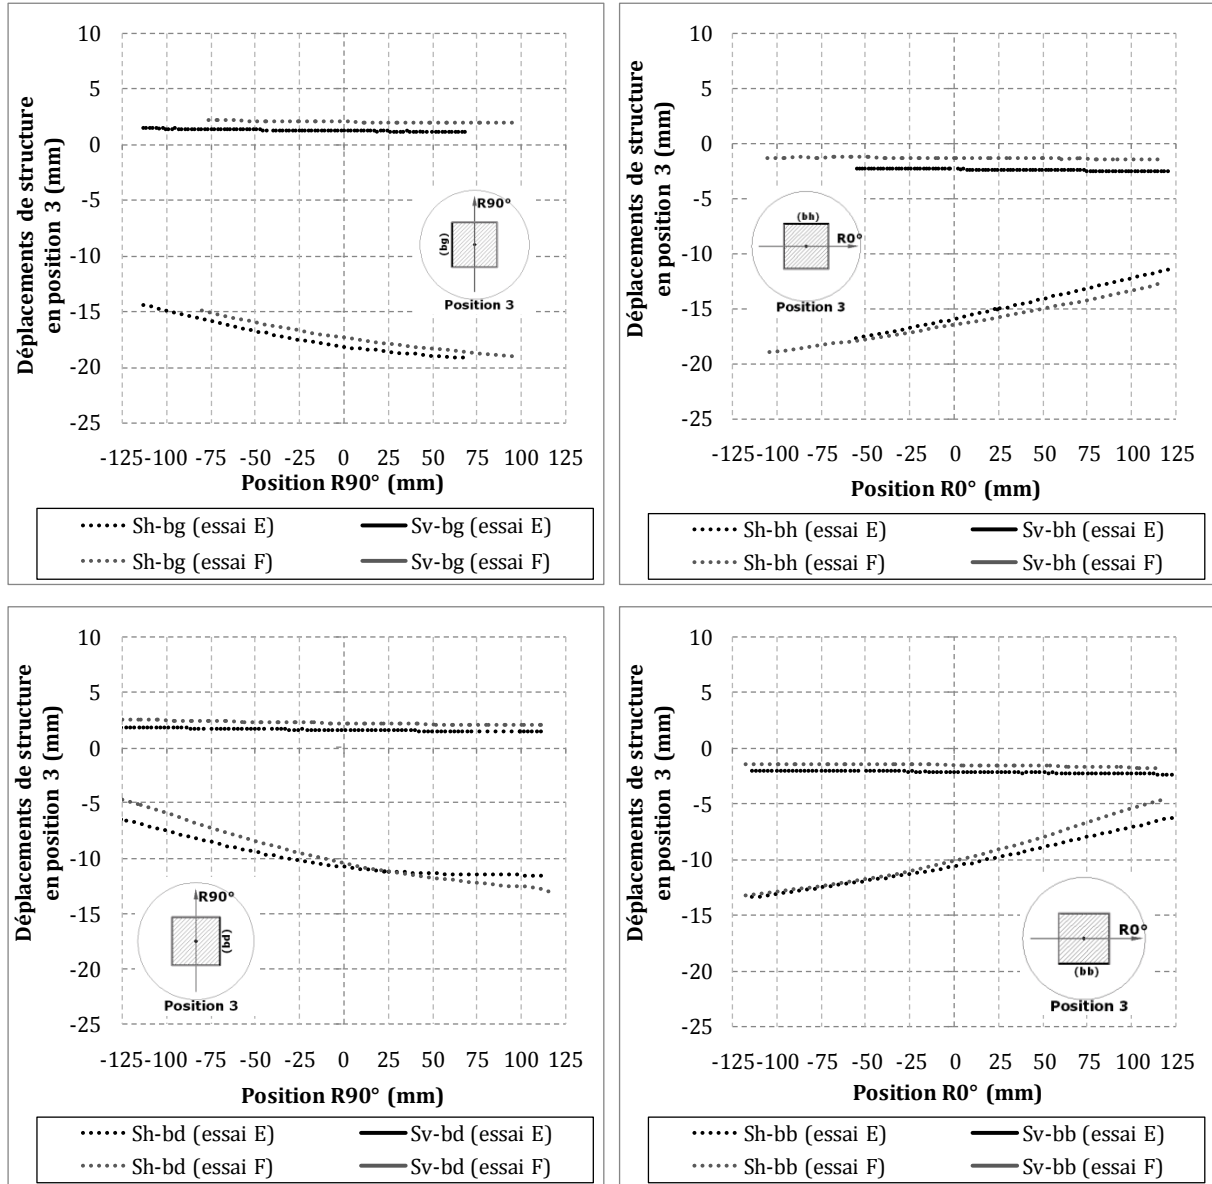 Déplacements de structure
en position 3 (mm)
10
5
0
-5
-10
-15
-20
-25
R90°
(bg)
Position 3
-125 -100 -75 -50 -25 0 25 50 75 100 125
Position R90° (mm)
Sh-bg (essai E) Sv-bg (essai E)
Sh-bg (essai F) Sv-bg (essai F)
Déplacements de structure
en position 3 (mm)
10
5
0
-5
-10
-15
-20
-25
(bh)
R0°
Position 3
-125 -100 -75 -50 -25 0 25 50 75 100 125
Position R0° (mm)
Sh-bh (essai E) Sv-bh (essai E)
Sh-bh (essai F) Sv-bh (essai F)
Déplacements de structure
en position 3 (mm)
10
5
0
-5
-10
-15
-20
-25
R90°
(bd)
Position 3
-125 -100 -75 -50 -25 0 25 50 75 100 125
Position R90° (mm)
Sh-bd (essai E) Sv-bd (essai E)
Sh-bd (essai F) Sv-bd (essai F)
Déplacements de structure
en position 3 (mm)
10
5
0
-5
-10
-15
-20
-25
R0°
(bb)
Position 3
-125 -100 -75 -50 -25 0 25 50 75 100 125
Position R0° (mm)
Sh-bb (essai E) Sv-bb (essai E)
Sh-bb (essai F) Sv-bb (essai F)